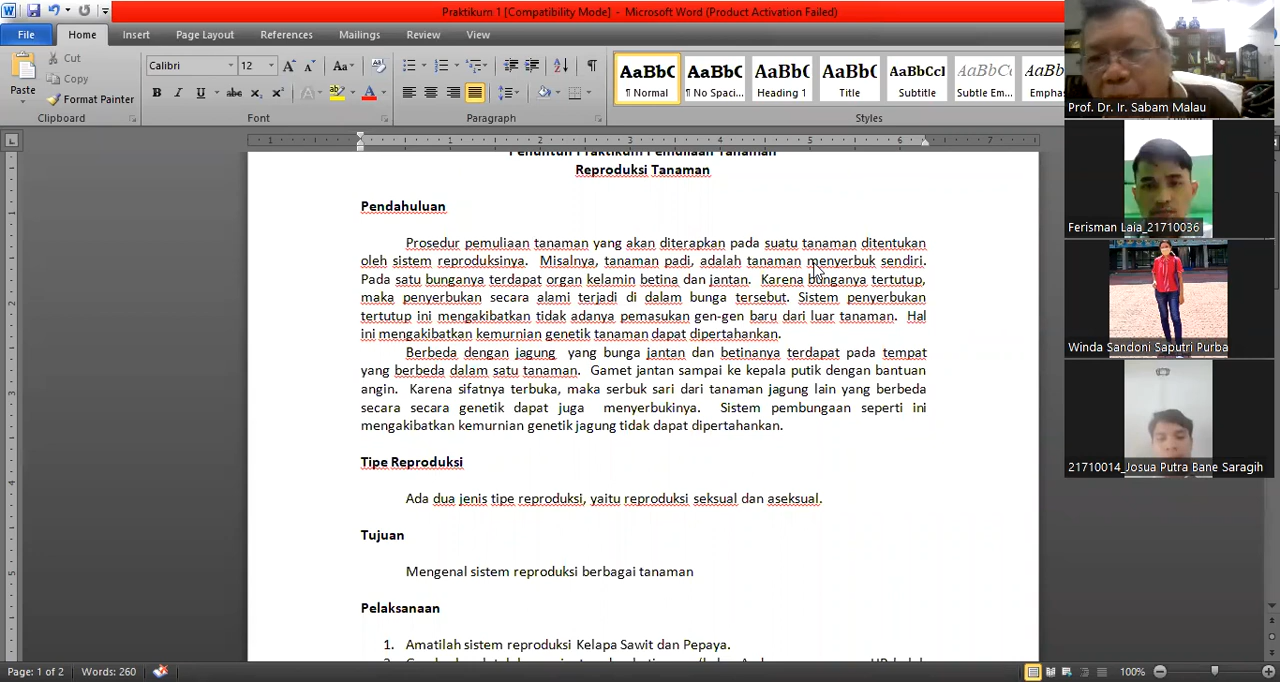 Praktikum 1 [Compatibility Mode] - Microsoft Word (Product Activation Failed)
File Home Insert Page Layout References Mailings Review View
Cut
Copy
Format Painter
Paste
Calibri 12
AaBbC AaBbC AaBbC AaBbC AaBbCcI AaBbCc AaBb
¶ Normal ¶ No Spaci... Heading 1 Title Subtitle Subtle Em... Emphas
Clipboard Font Paragraph Styles
Penuntun Praktikum Pemuliaan Tanaman
Reproduksi Tanaman
Pendahuluan
Prosedur pemuliaan tanaman yang akan diterapkan pada suatu tanaman ditentukan
oleh sistem reproduksinya. Misalnya, tanaman padi, adalah tanaman menyerbuk sendiri.
Pada satu bunganya terdapat organ kelamin betina dan jantan. Karena bunganya tertutup,
maka penyerbukan secara alami terjadi di dalam bunga tersebut. Sistem penyerbukan
tertutup ini mengakibatkan tidak adanya pemasukan gen-gen baru dari luar tanaman. Hal
ini mengakibatkan kemurnian genetik tanaman dapat dipertahankan.
Berbeda dengan jagung yang bunga jantan dan betinanya terdapat pada tempat
yang berbeda dalam satu tanaman. Gamet jantan sampai ke kepala putik dengan bantuan
angin. Karena sifatnya terbuka, maka serbuk sari dari tanaman jagung lain yang berbeda
secara secara genetik dapat juga menyerbukinya. Sistem pembungaan seperti ini
mengakibatkan kemurnian genetik jagung tidak dapat dipertahankan.
Tipe Reproduksi
Ada dua jenis tipe reproduksi, yaitu reproduksi seksual dan aseksual.
Tujuan
Mengenal sistem reproduksi berbagai tanaman
Pelaksanaan
1. Amatilah sistem reproduksi Kelapa Sawit dan Pepaya.
Page: 1 of 2 Words: 260 100%
Prof. Dr. Ir. Sabam Malau
Ferisman Laia_21710036
Winda Sandoni Saputri Purba
21710014_Josua Putra Bane Saragih